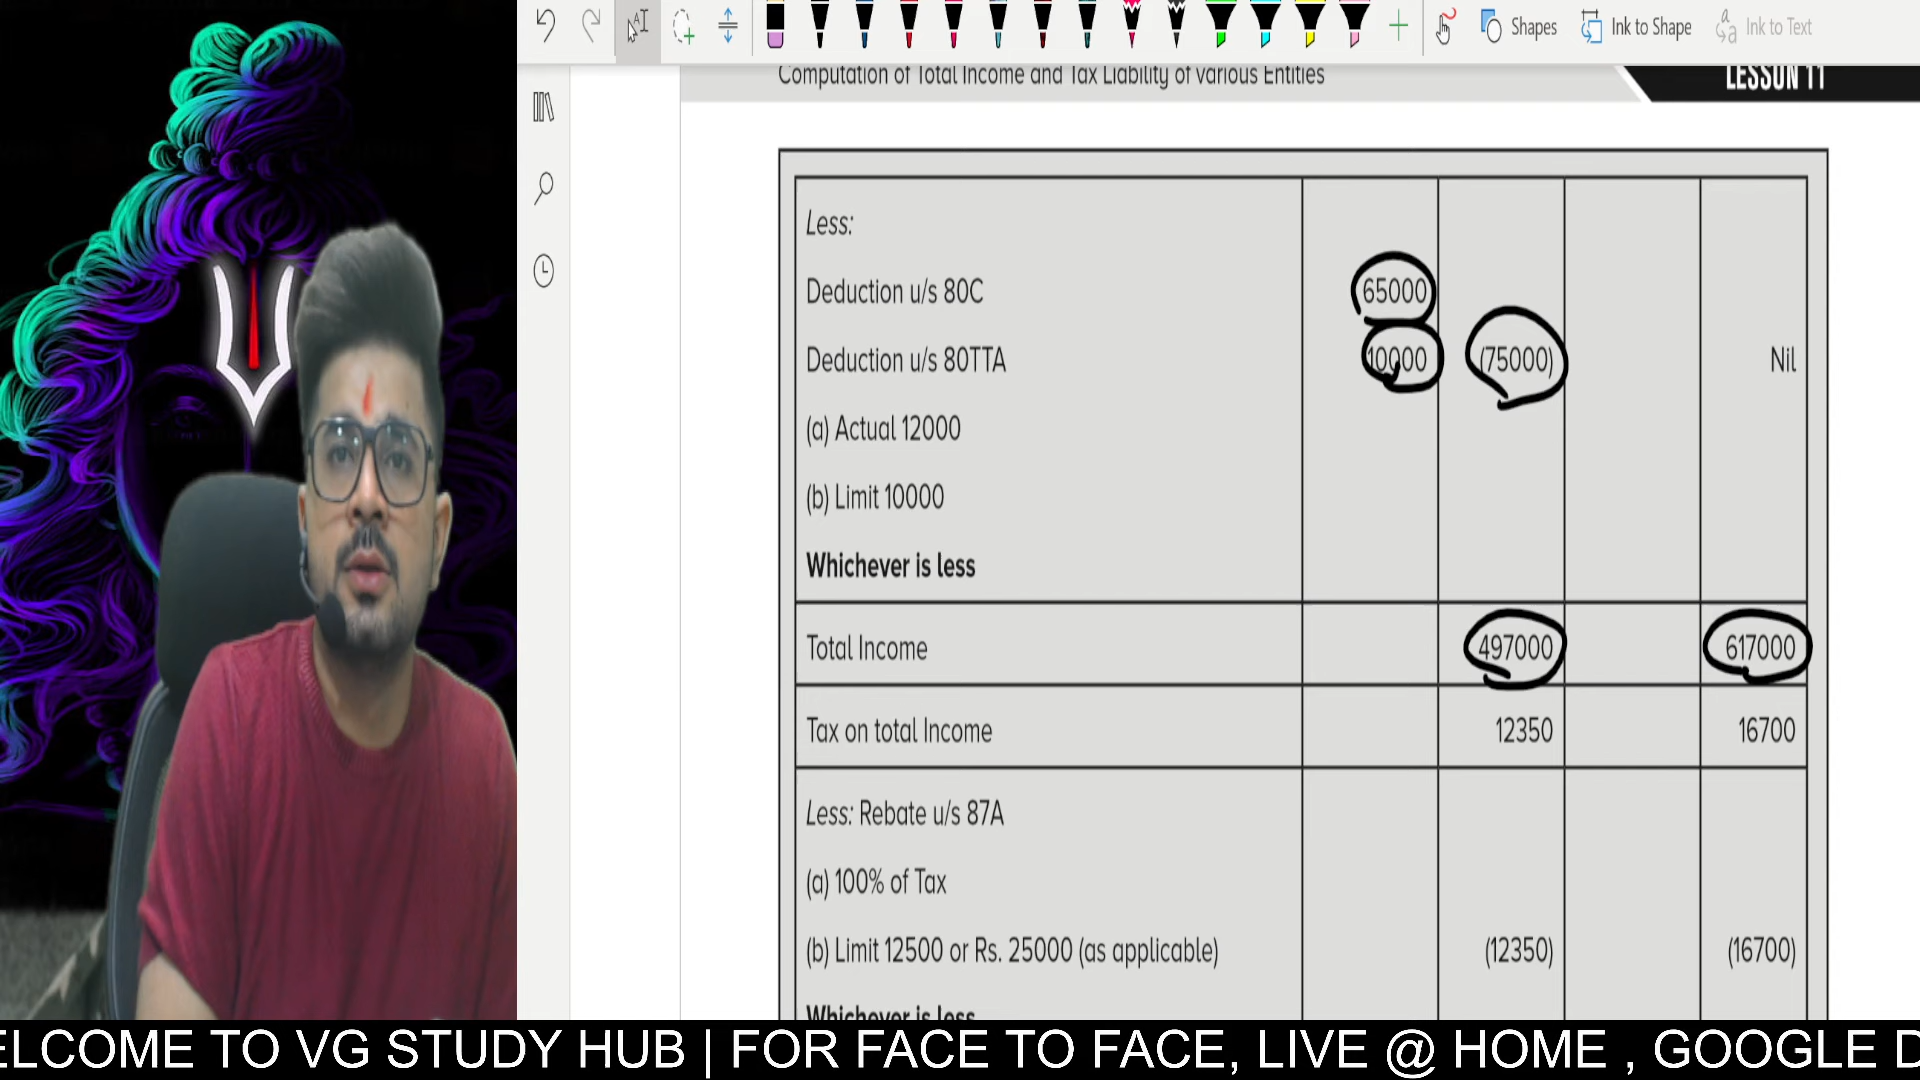 Shapes Ink to Shape Ink to Text
Computation of Total Income and Tax Liability of various Entities LESSON 11
Less:
Deduction u/s 80C 65000
Deduction u/s 80TTA 10000 (75000) Nil
(a) Actual 12000
(b) Limit 10000
Whichever is less
Total Income 497000 617000
Tax on total Income 12350 16700
Less: Rebate u/s 87A
(a) 100% of Tax
(b) Limit 12500 or Rs. 25000 (as applicable) (12350) (16700)
Whichever is less
ELCOME TO VG STUDY HUB | FOR FACE TO FACE, LIVE @ HOME , GOOGLE D